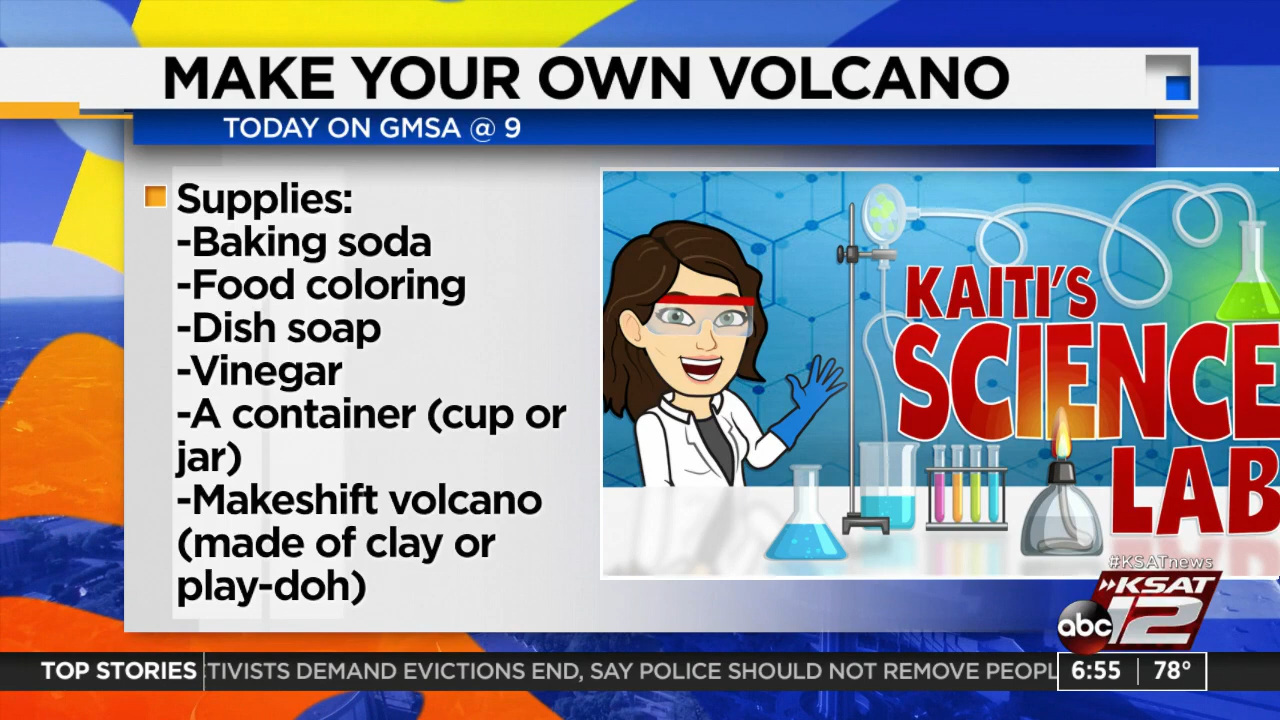 MAKE YOUR OWN VOLCANO
TODAY ON GMSA @ 9
Supplies:
-Baking soda
-Food coloring
-Dish soap
-Vinegar
-A container (cup or
jar)
-Makeshift volcano
(made of clay or
play-doh)
KAITI'S
SCIENCE
LAB
#KSATnews
KSAT
abc 12
TOP STORIES
TIVISTS DEMAND EVICTIONS END, SAY POLICE SHOULD NOT REMOVE PEOPL
6:55 78°